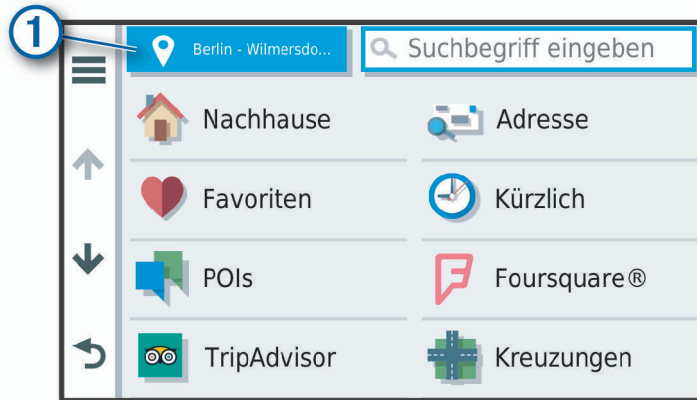 1
Berlin - Wilmersdo...
Suchbegriff eingeben
Nachhause
Adresse
Favoriten
Kürzlich
POIs
Foursquare®
TripAdvisor
Kreuzungen